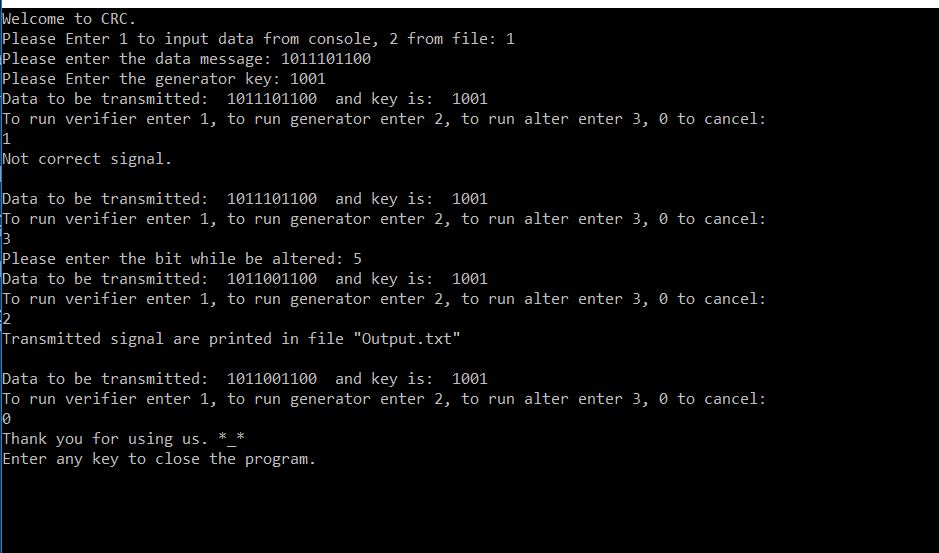 Welcome to CRC.
Please Enter 1 to input data from console, 2 from file: 1
Please enter the data message: 1011101100
Please Enter the generator key: 1001
Data to be transmitted:  1011101100  and key is:  1001
To run verifier enter 1, to run generator enter 2, to run alter enter 3, 0 to cancel:
1
Not correct signal.
Data to be transmitted:  1011101100  and key is:  1001
To run verifier enter 1, to run generator enter 2, to run alter enter 3, 0 to cancel:
3
Please enter the bit while be altered: 5
Data to be transmitted:  1011001100  and key is:  1001
To run verifier enter 1, to run generator enter 2, to run alter enter 3, 0 to cancel:
2
Transmitted signal are printed in file "Output.txt"
Data to be transmitted:  1011001100  and key is:  1001
To run verifier enter 1, to run generator enter 2, to run alter enter 3, 0 to cancel:
0
Thank you for using us. *_*
Enter any key to close the program.